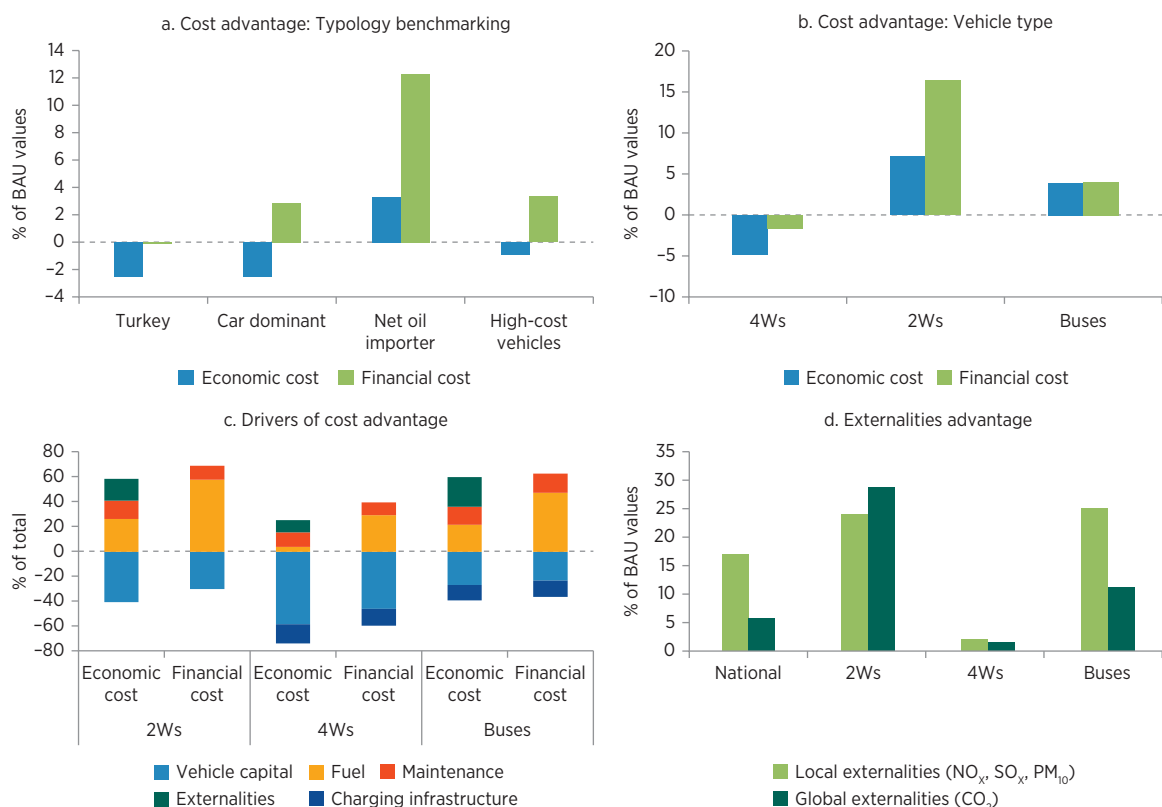 a. Cost advantage: Typology benchmarking
% of BAU values
14
12
10
8
6
4
2
0
−2
−4
Turkey
Car dominant
Net oil
importer
High-cost
vehicles
Economic cost
Financial cost
b. Cost advantage: Vehicle type
% of BAU values
20
15
10
5
0
−5
−10
4Ws
2Ws
Buses
Economic cost
Financial cost
c. Drivers of cost advantage
% of total
80
60
40
20
0
−20
−40
−60
−80
Economic
cost
Financial
cost
Economic
cost
Financial
cost
Economic
cost
Financial
cost
2Ws
4Ws
Buses
Vehicle capital
Fuel
Maintenance
Externalities
Charging infrastructure
d. Externalities advantage
% of BAU values
35
30
25
20
15
10
5
0
National
2Ws
4Ws
Buses
Local externalities (NOX, SOX, PM10)
Global externalities (CO2)